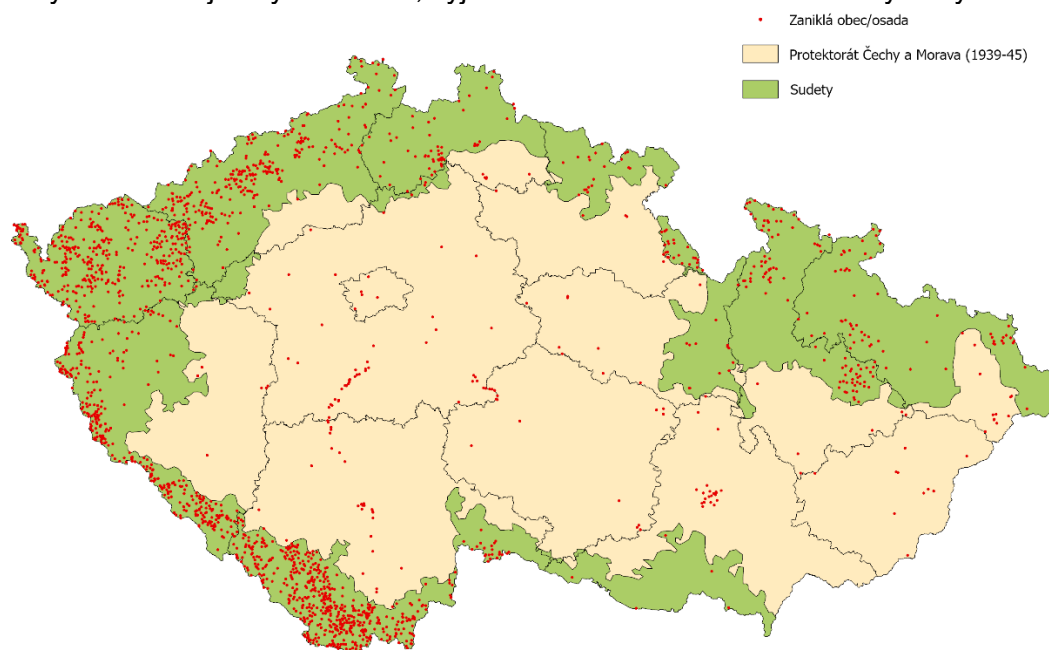 Zaniklá obec/osada
Protektorát Čechy a Morava (1939-45)
Sudety